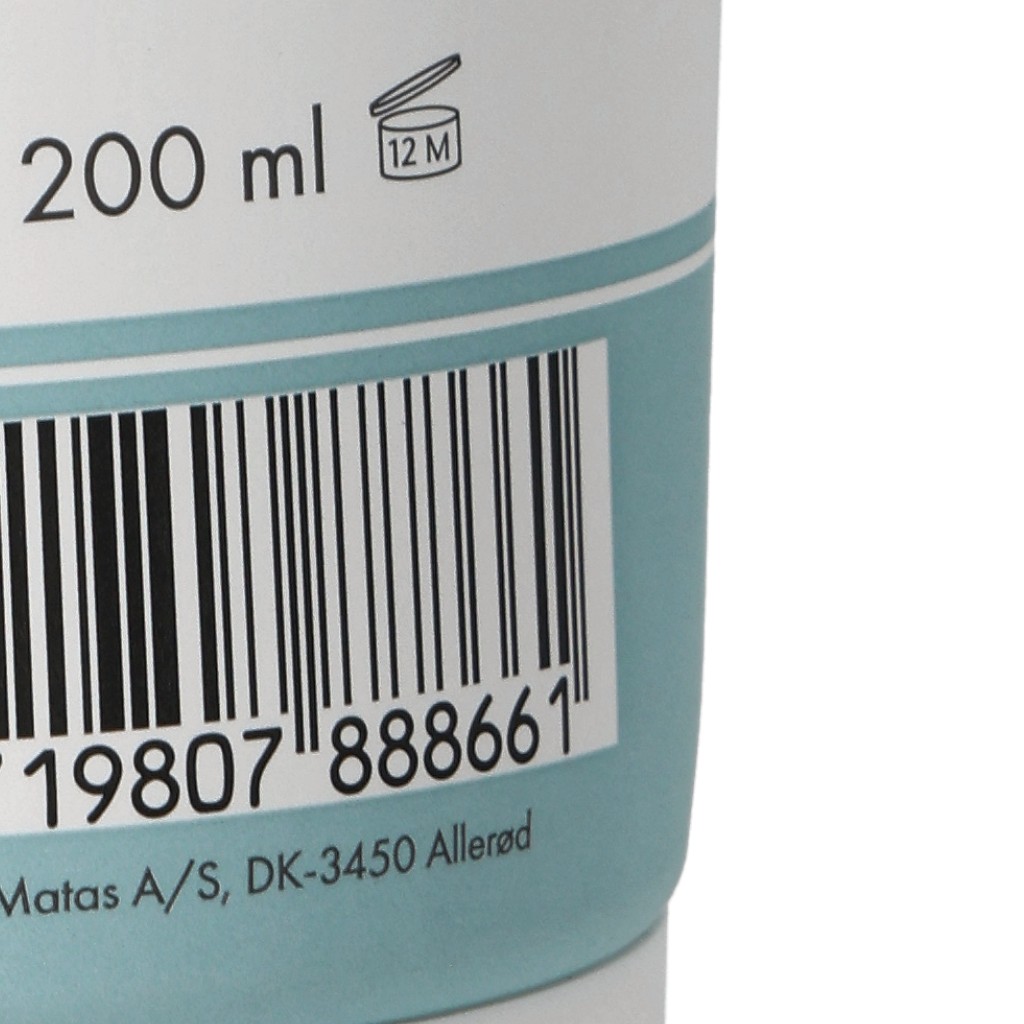 200 ml 12 M
19807 888661
Matas A/S, DK-3450 Allerød